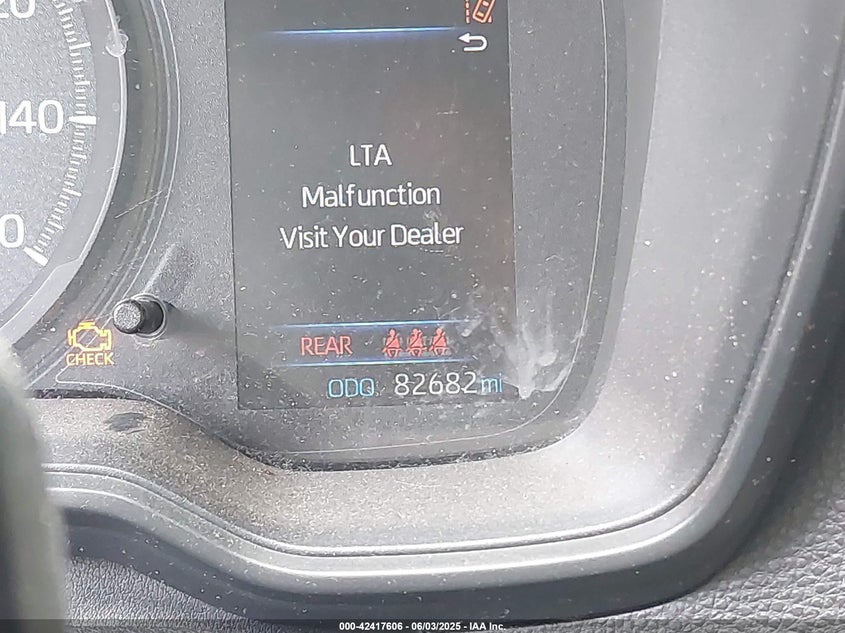 140
LTA
Malfunction
Visit Your Dealer
CHECK
REAR
ODO 82682 mi
000-42417606 - 06/03/2025 - IAA Inc.